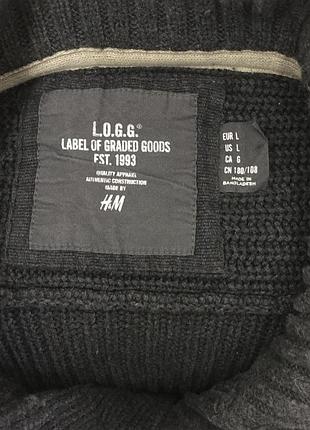 L.O.G.G.®
LABEL OF GRADED GOODS
EST. 1993
QUALITY APPAREL
AUTHENTIC CONSTRUCTION
MADE BY
H&M
EUR L
US L
CA G
CN 180/108
MADE IN
BANGLADESH